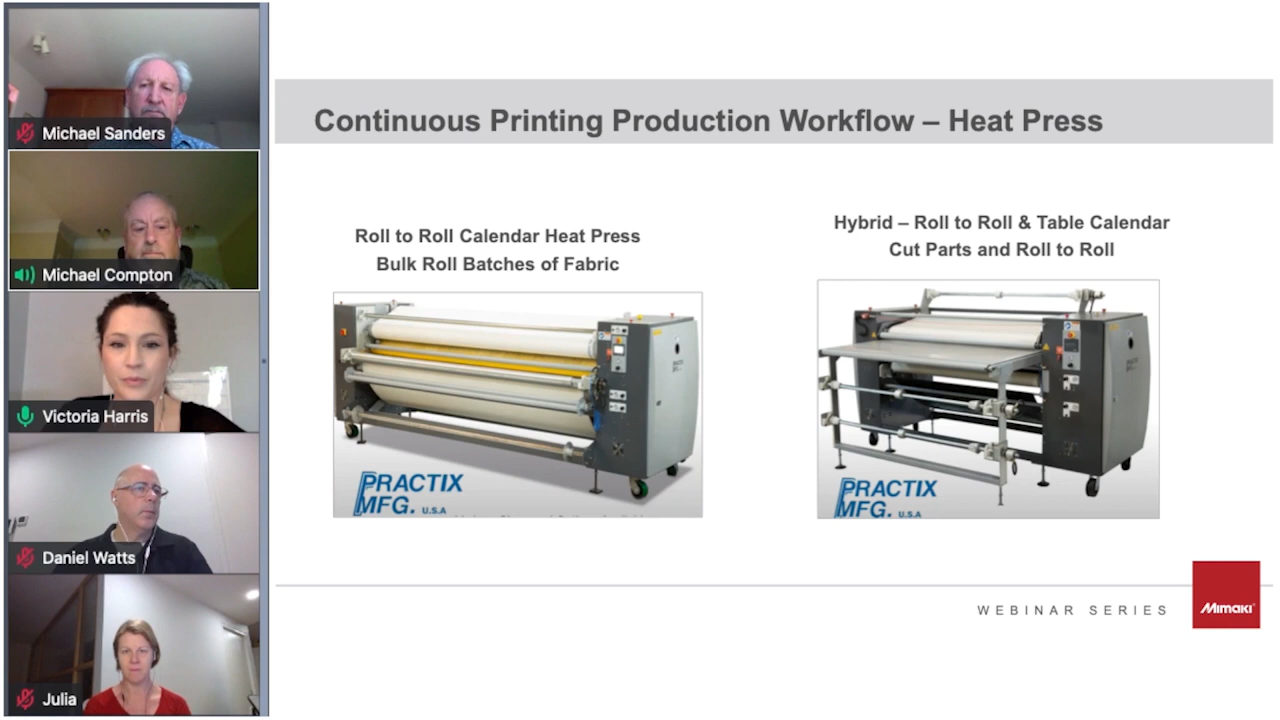 Michael Sanders
Michael Compton
Victoria Harris
Daniel Watts
Julia
Continuous Printing Production Workflow – Heat Press
Roll to Roll Calendar Heat Press
Bulk Roll Batches of Fabric
PRACTIX
MFG. U.S.A
Hybrid – Roll to Roll & Table Calendar
Cut Parts and Roll to Roll
PRACTIX
MFG. U.S.A
WEBINAR SERIES
Mimaki